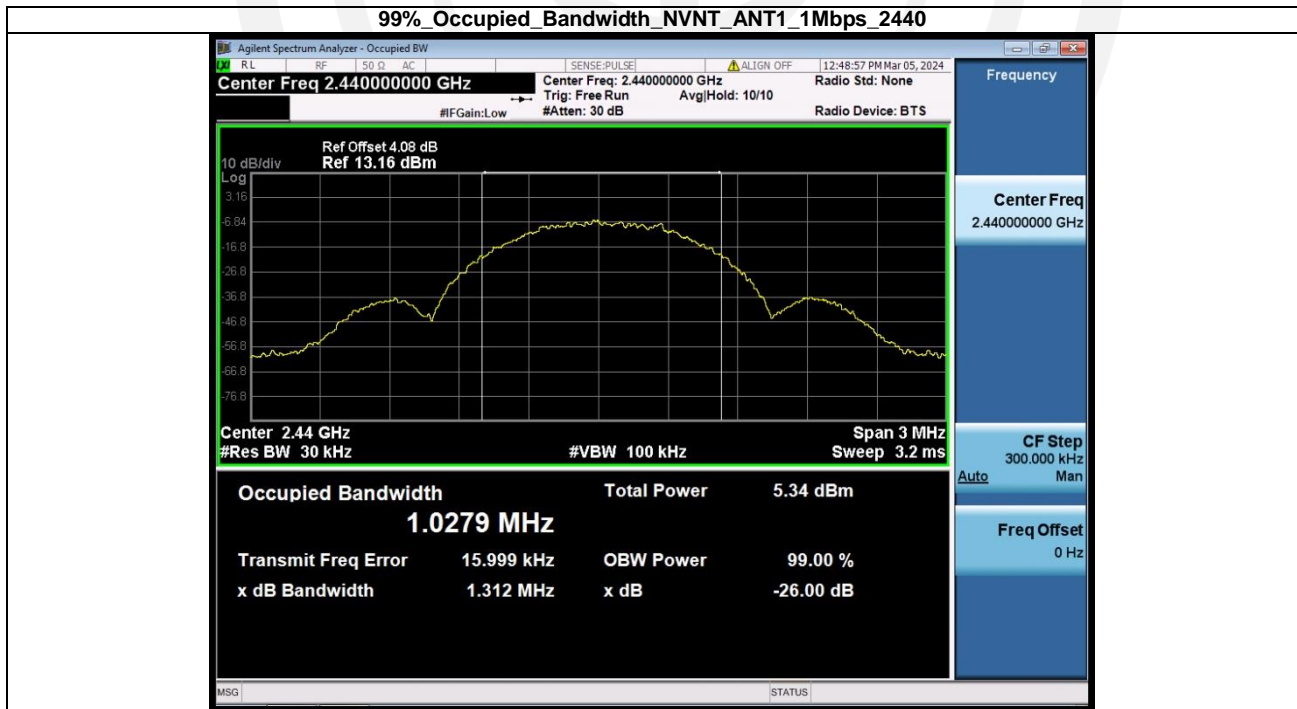 99%_Occupied_Bandwidth_NVNT_ANT1_1Mbps_2440
Agilent Spectrum Analyzer - Occupied BW
LXI RL RF 50 Ω AC SENSE:PULSE ALIGN OFF 12:48:57 PM Mar 05, 2024
Center Freq 2.440000000 GHz
Center Freq: 2.440000000 GHz
Radio Std: None
Trig: Free Run Avg|Hold: 10/10
#IFGain:Low #Atten: 30 dB Radio Device: BTS
Ref Offset 4.08 dB
10 dB/div Ref 13.16 dBm
Log
3.16
-6.84
-16.8
-26.8
-36.8
-46.8
-56.8
-66.8
-76.8
Center 2.44 GHz Span 3 MHz
#Res BW 30 kHz #VBW 100 kHz Sweep 3.2 ms
Occupied Bandwidth Total Power 5.34 dBm
1.0279 MHz
Transmit Freq Error 15.999 kHz OBW Power 99.00 %
x dB Bandwidth 1.312 MHz x dB -26.00 dB
MSG STATUS
Frequency
Center Freq
2.440000000 GHz
CF Step
300.000 kHz
Auto Man
Freq Offset
0 Hz